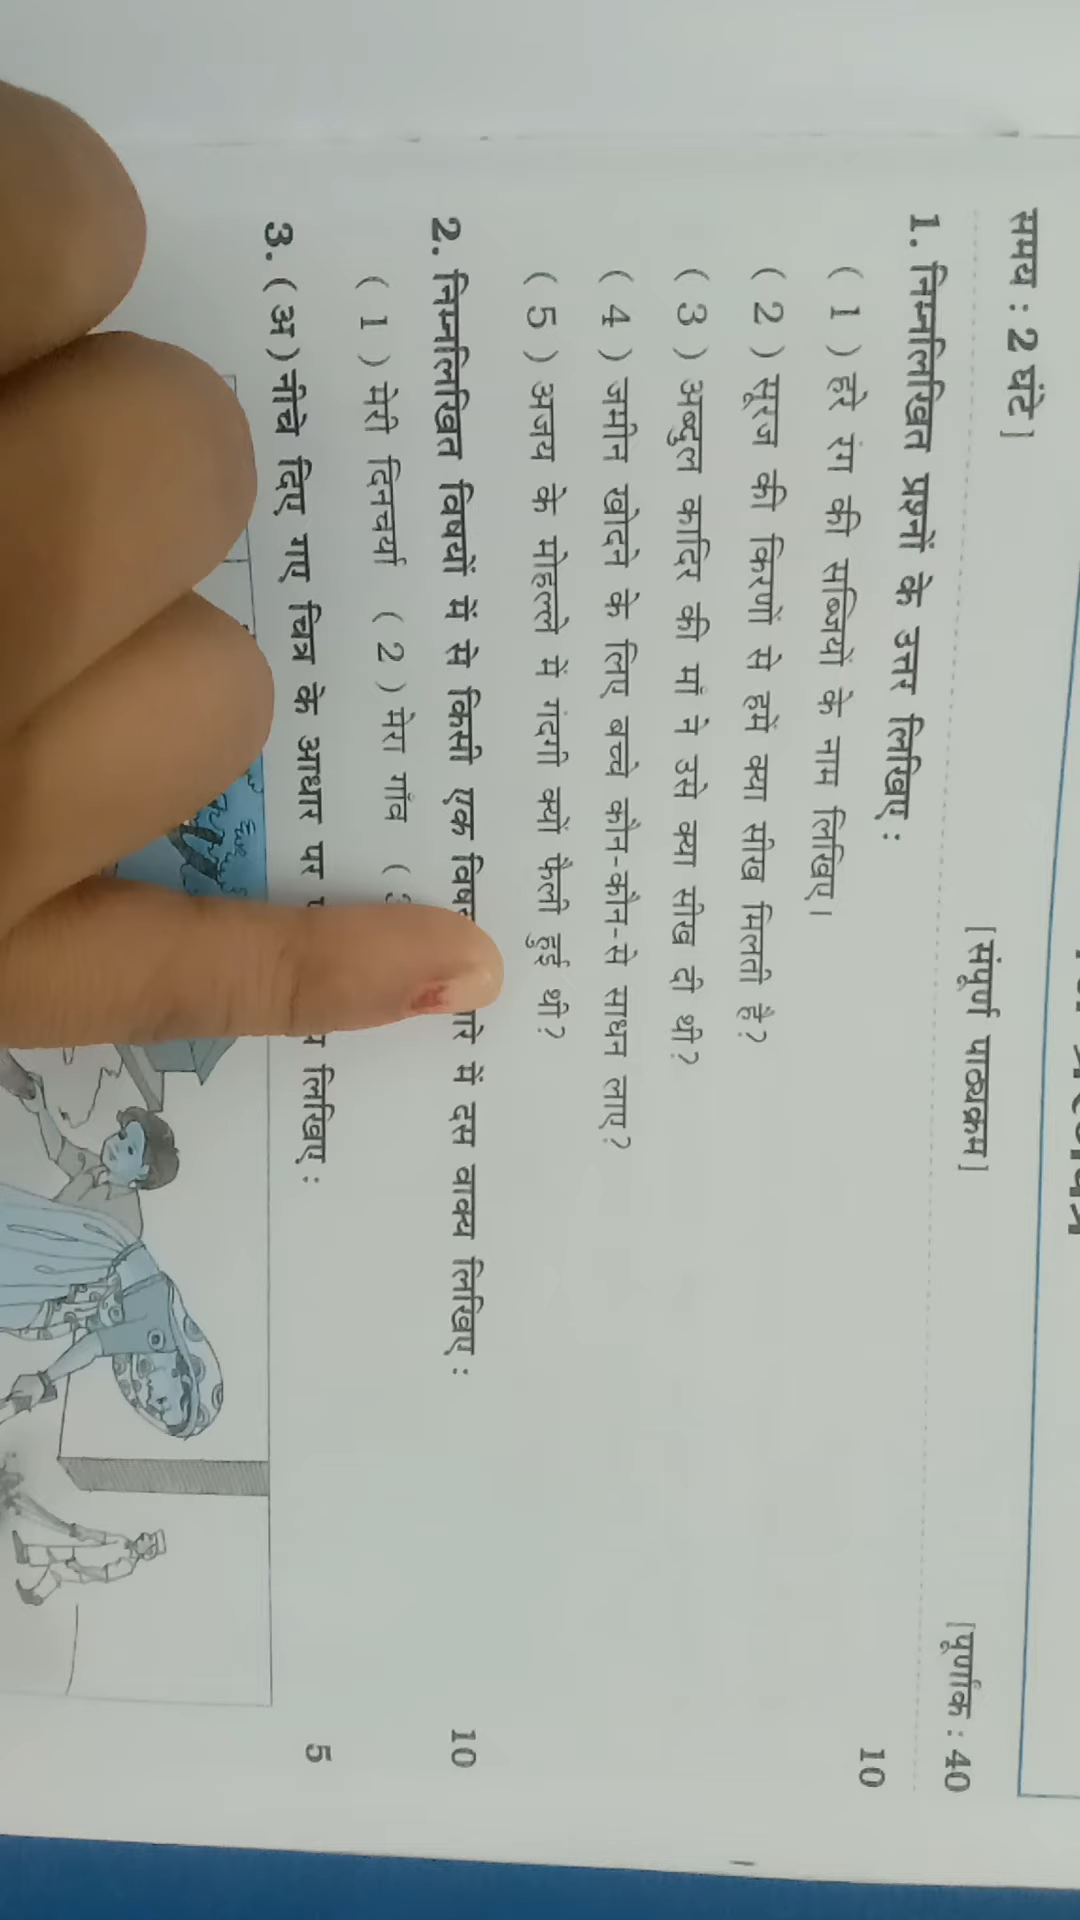 समय : 2 घंटे] [संपूर्ण पाठ्यक्रम] [पूर्णांक : 40
1. निम्नलिखित प्रश्नों के उत्तर लिखिए : 10
( 1 ) हरे रंग की सब्जियों के नाम लिखिए।
( 2 ) सूरज की किरणों से हमें क्या सीख मिलती है?
( 3 ) अब्दुल कादिर की मां ने उसे क्या सीख दी थी?
( 4 ) जमीन खोदने के लिए बच्चे कौन-कौन-से साधन लाए?
( 5 ) अजय के मोहल्ले में गंदगी क्यों फैली हुई थी?
2. निम्नलिखित विषयों में से किसी एक में दस वाक्य लिखिए : 10
( 1 ) मेरी दिनचर्या ( 2 ) मेरा गाँव (
3. (अ) नीचे दिए गए चित्र के आधार पर लिखिए : 5